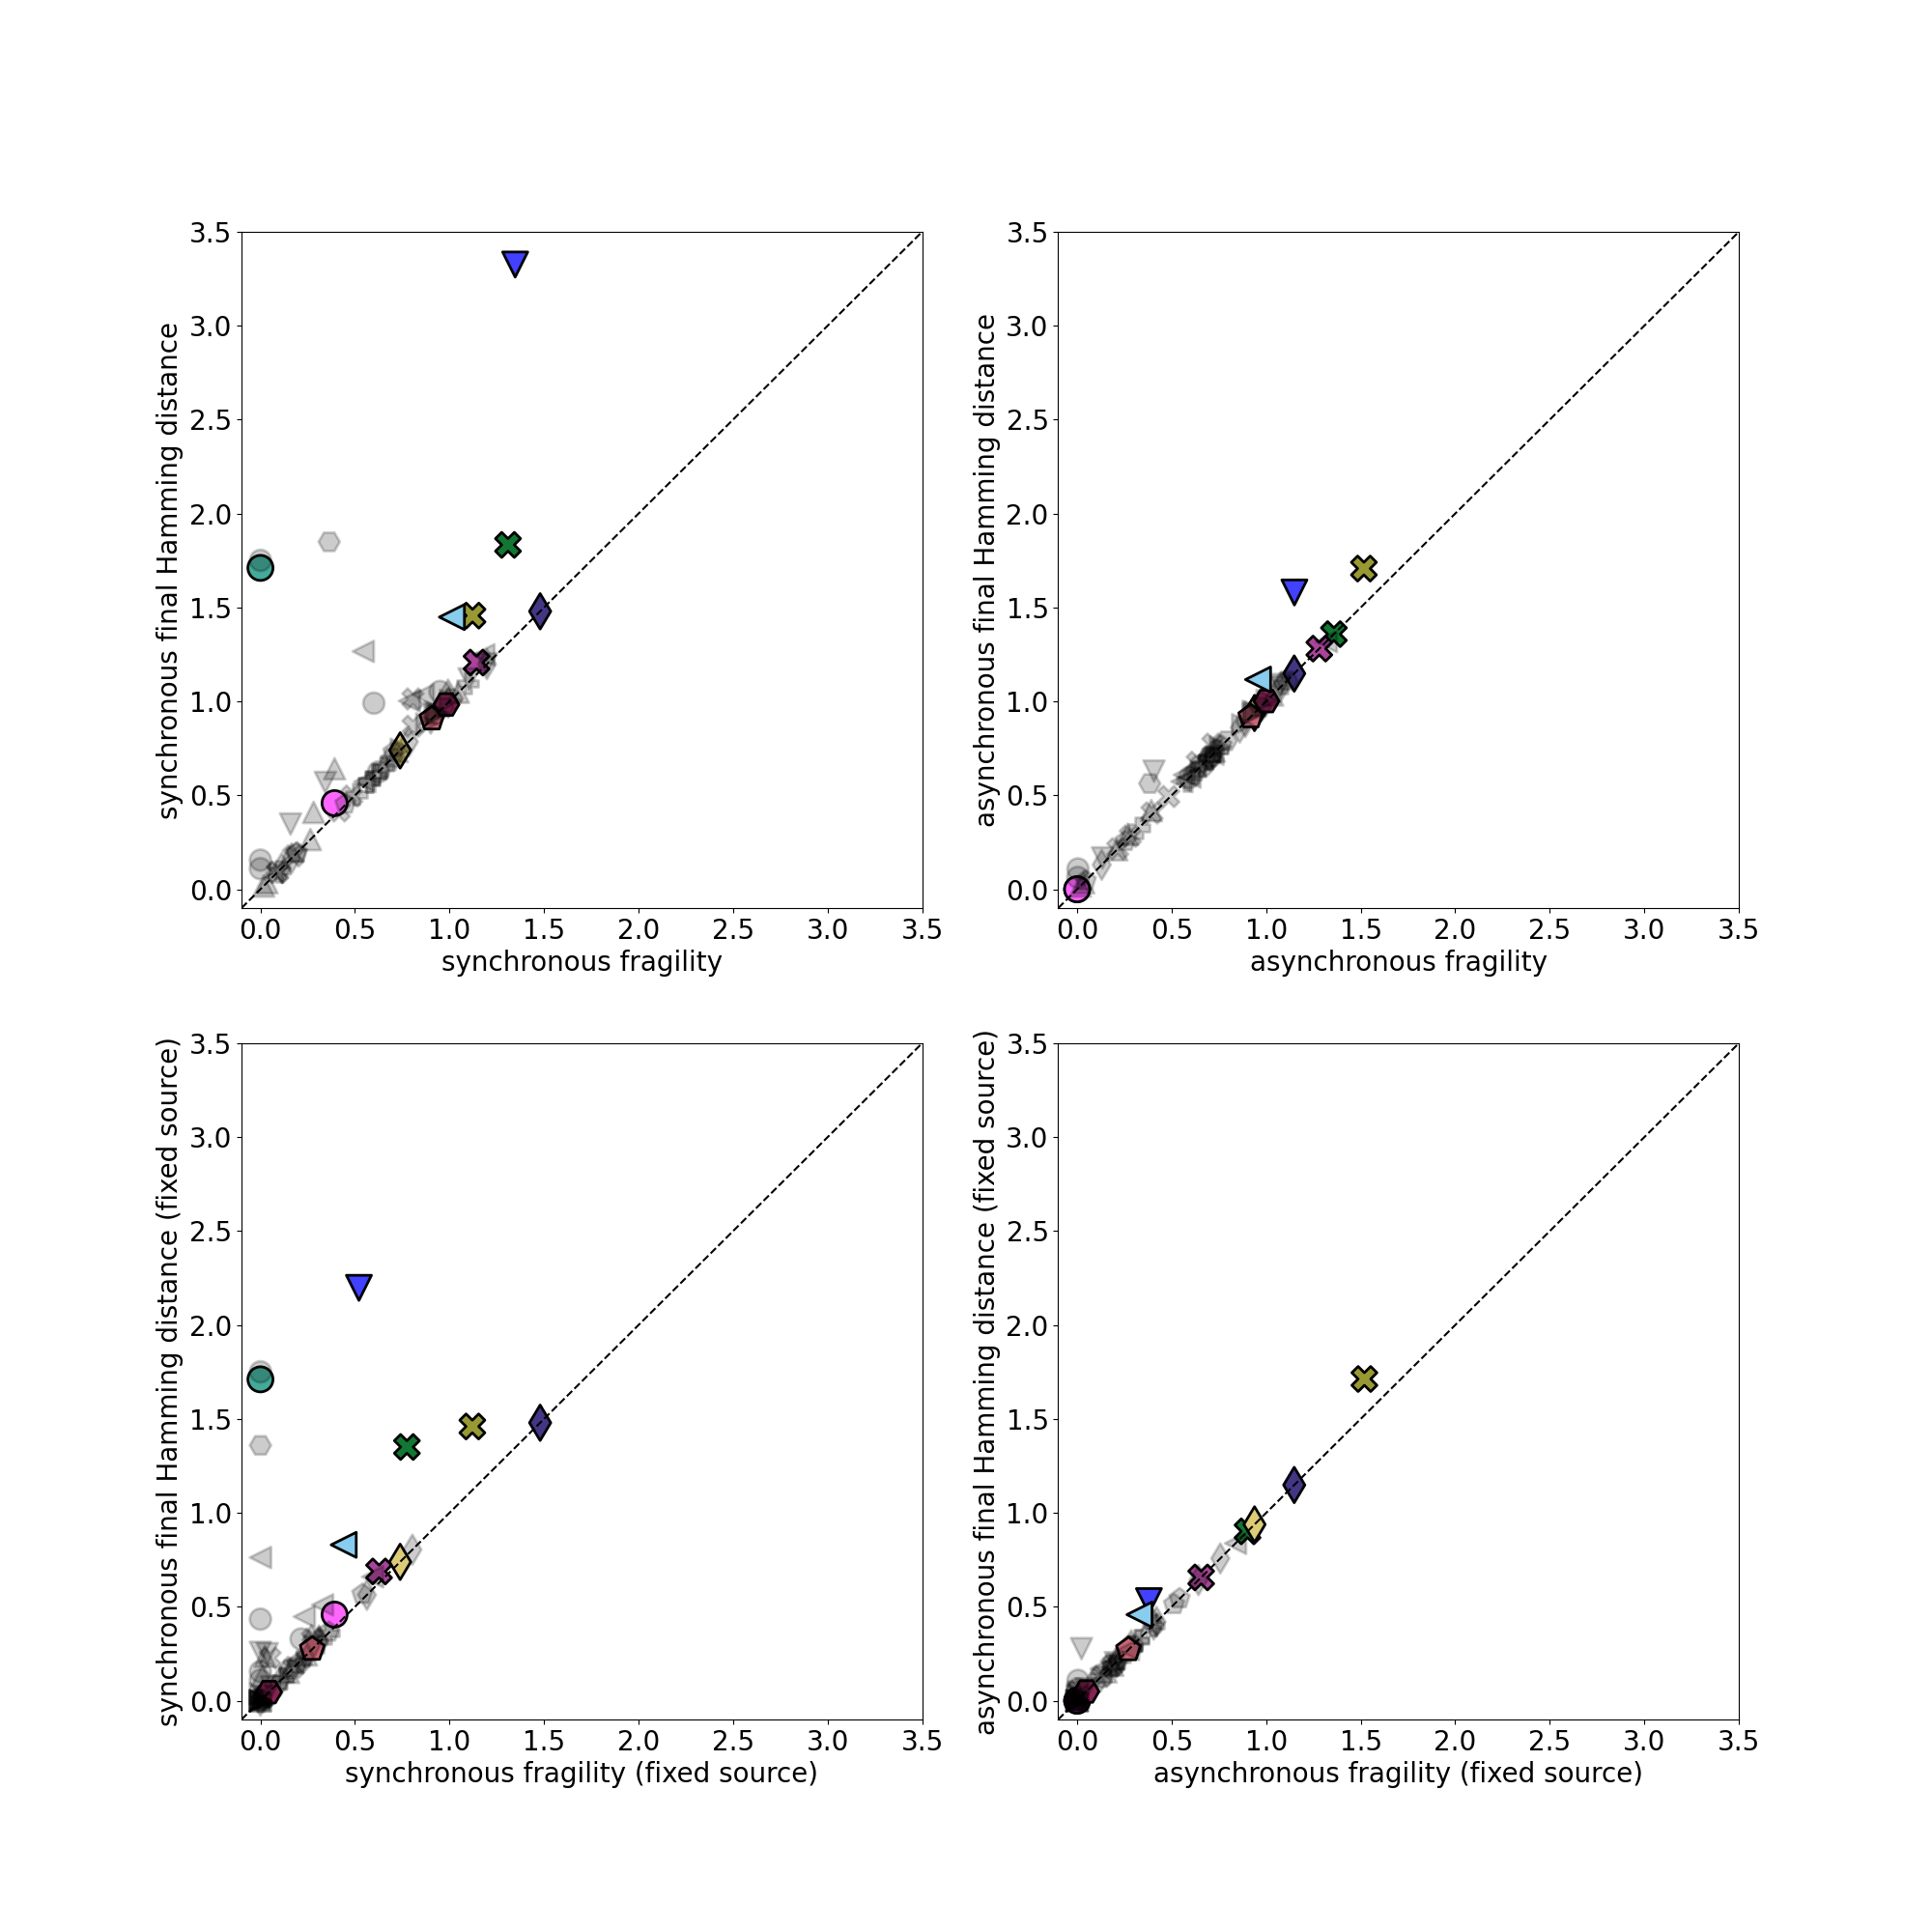 3.5
3.0
2.5
2.0
1.5
1.0
0.5
0.0
synchronous final Hamming distance
0.0 0.5 1.0 1.5 2.0 2.5 3.0 3.5
synchronous fragility
3.5
3.0
2.5
2.0
1.5
1.0
0.5
0.0
asynchronous final Hamming distance
0.0 0.5 1.0 1.5 2.0 2.5 3.0 3.5
asynchronous fragility
3.5
3.0
2.5
2.0
1.5
1.0
0.5
0.0
synchronous final Hamming distance (fixed source)
0.0 0.5 1.0 1.5 2.0 2.5 3.0 3.5
synchronous fragility (fixed source)
3.5
3.0
2.5
2.0
1.5
1.0
0.5
0.0
asynchronous final Hamming distance (fixed source)
0.0 0.5 1.0 1.5 2.0 2.5 3.0 3.5
asynchronous fragility (fixed source)